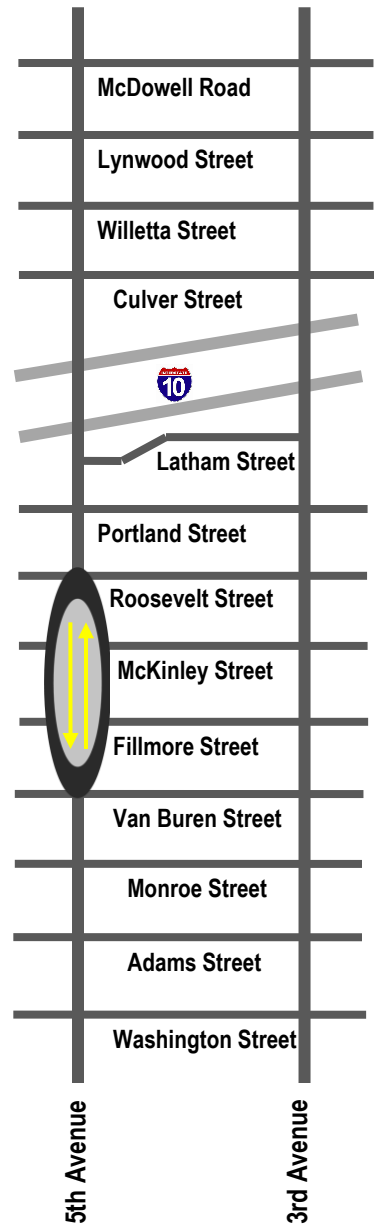 McDowell Road
Lynwood Street
Willetta Street
Culver Street
INTERSTATE
10
Latham Street
Portland Street
Roosevelt Street
McKinley Street
Fillmore Street
Van Buren Street
Monroe Street
Adams Street
Washington Street
5th Avenue
3rd Avenue